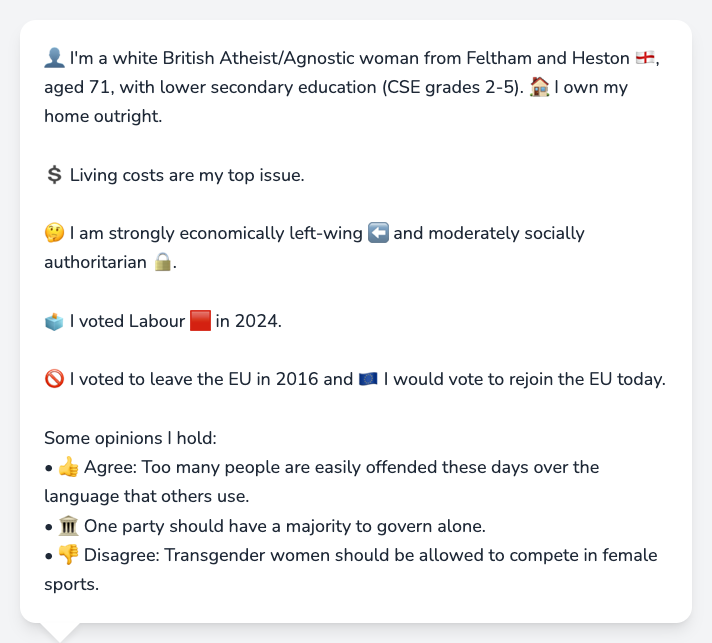 👤 I'm a white British Atheist/Agnostic woman from Feltham and Heston 🏴󠁧󠁢󠁥󠁮󠁧󠁿,
aged 71, with lower secondary education (CSE grades 2-5). 🏠 I own my
home outright.
💲 Living costs are my top issue.
🤔 I am strongly economically left-wing ⬅️ and moderately socially
authoritarian 🔒.
🗳️ I voted Labour 🟥 in 2024.
🚫 I voted to leave the EU in 2016 and 🇪🇺 I would vote to rejoin the EU today.
Some opinions I hold:
• 👍 Agree: Too many people are easily offended these days over the
language that others use.
• 🏛️ One party should have a majority to govern alone.
• 👎 Disagree: Transgender women should be allowed to compete in female
sports.